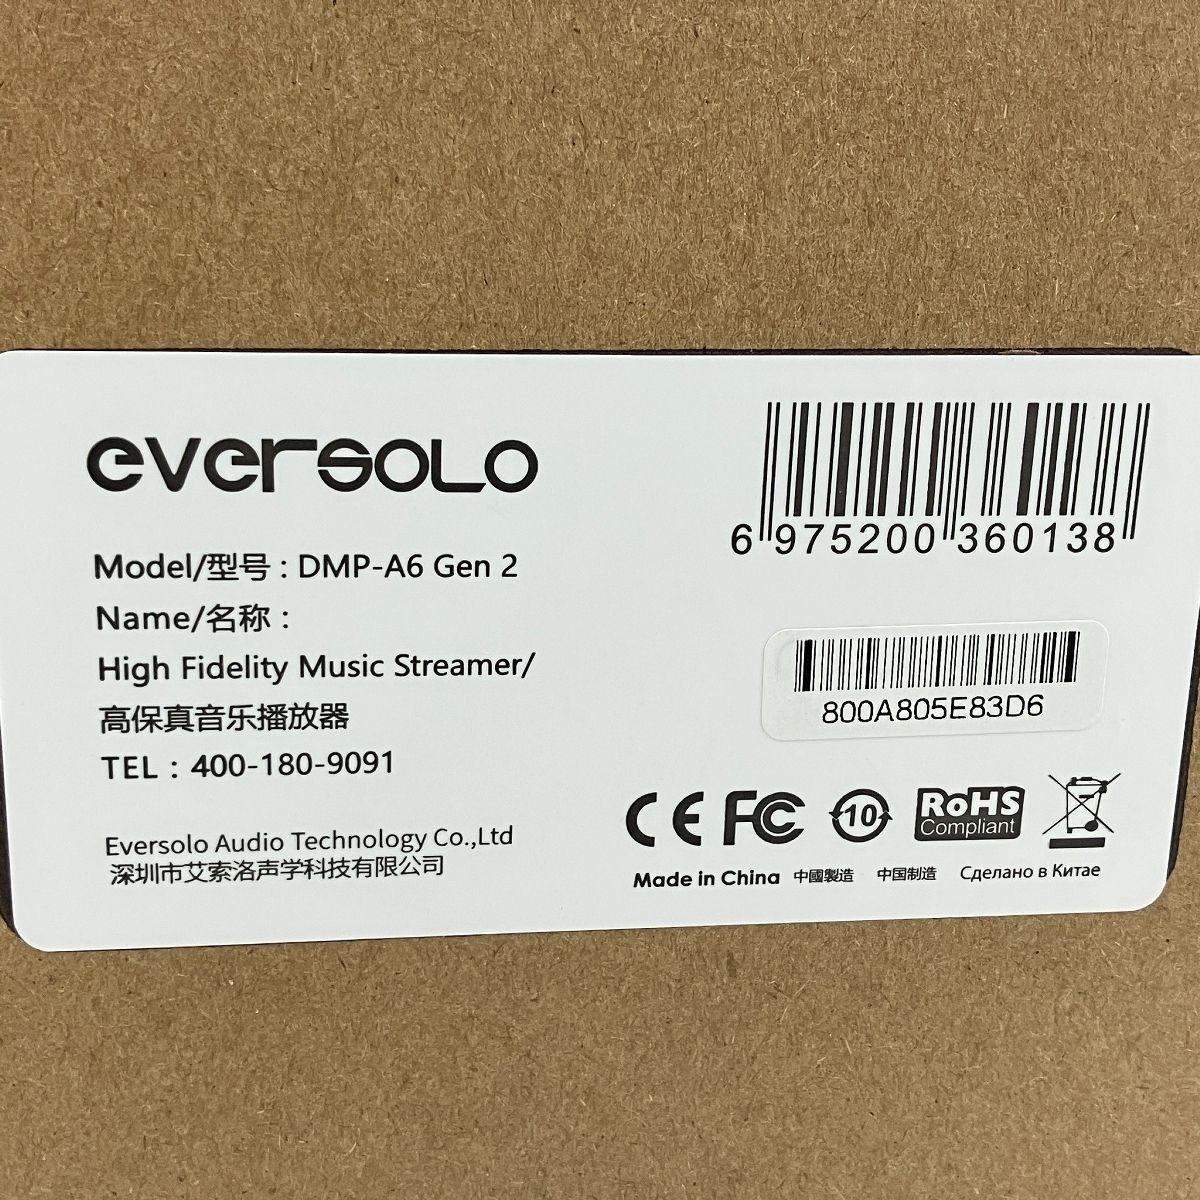 eversolo
Model/型号 : DMP-A6 Gen 2
Name/名称 :
High Fidelity Music Streamer/
高保真音乐播放器
TEL : 400-180-9091
Eversolo Audio Technology Co.,Ltd
深圳市艾索洛声学科技有限公司
6 975200 360138
800A805E83D6
CE FC 10 RoHS
Compliant
Made in China 中國製造 中国制造 Сделано в Китае